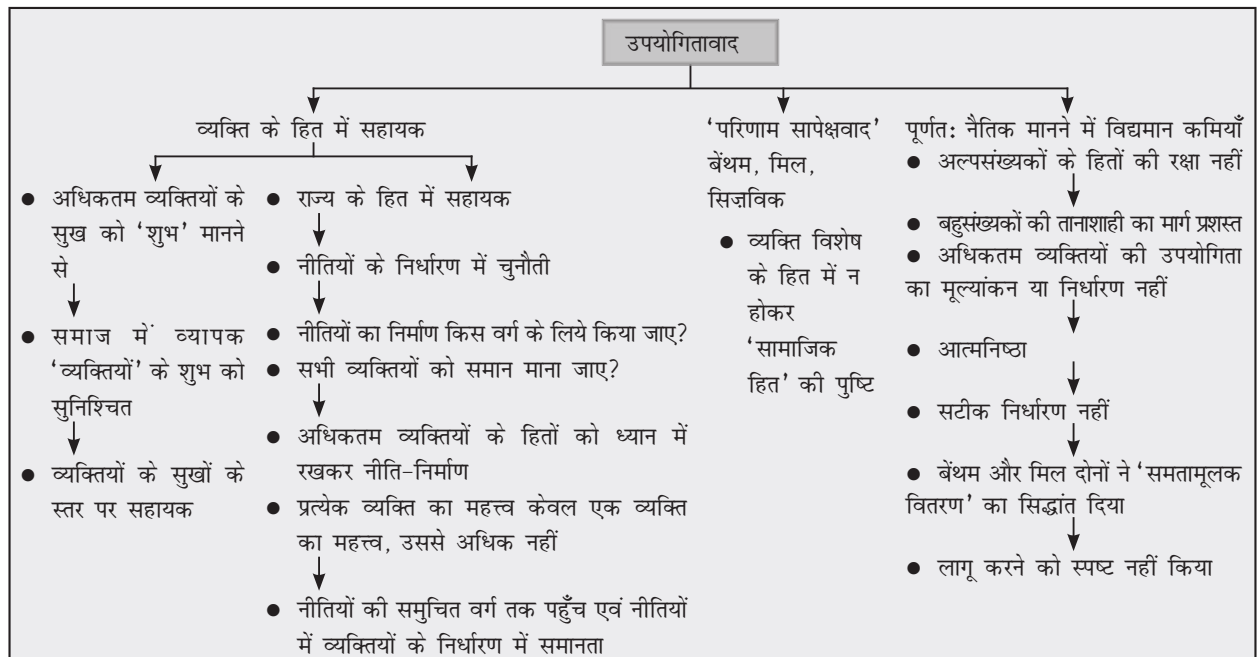 उपयोगितावाद
व्यक्ति के हित में सहायक
● अधिकतम व्यक्तियों के
सुख को ‘शुभ’ मानने
से
● समाज में व्यापक
‘व्यक्तियों’ के शुभ को
सुनिश्चित
● व्यक्तियों के सुखों के
स्तर पर सहायक
● राज्य के हित में सहायक
● नीतियों के निर्धारण में चुनौती
● नीतियों का निर्माण किस वर्ग के लिये किया जाए?
● सभी व्यक्तियों को समान माना जाए?
● अधिकतम व्यक्तियों के हितों को ध्यान में
रखकर नीति-निर्माण
● प्रत्येक व्यक्ति का महत्त्व केवल एक व्यक्ति
का महत्त्व, उससे अधिक नहीं
● नीतियों की समुचित वर्ग तक पहुँच एवं नीतियों
में व्यक्तियों के निर्धारण में समानता
‘परिणाम सापेक्षवाद’
बेंथम, मिल,
सिज़विक
● व्यक्ति विशेष
के हित में न
होकर
‘सामाजिक
हित’ की पुष्टि
पूर्णत: नैतिक मानने में विद्यमान कमियाँ
● अल्पसंख्यकों के हितों की रक्षा नहीं
● बहुसंख्यकों की तानाशाही का मार्ग प्रशस्त
● अधिकतम व्यक्तियों की उपयोगिता
का मूल्यांकन या निर्धारण नहीं
● आत्मनिष्ठा
● सटीक निर्धारण नहीं
● बेंथम और मिल दोनों ने ‘समतामूलक
वितरण’ का सिद्धांत दिया
● लागू करने को स्पष्ट नहीं किया